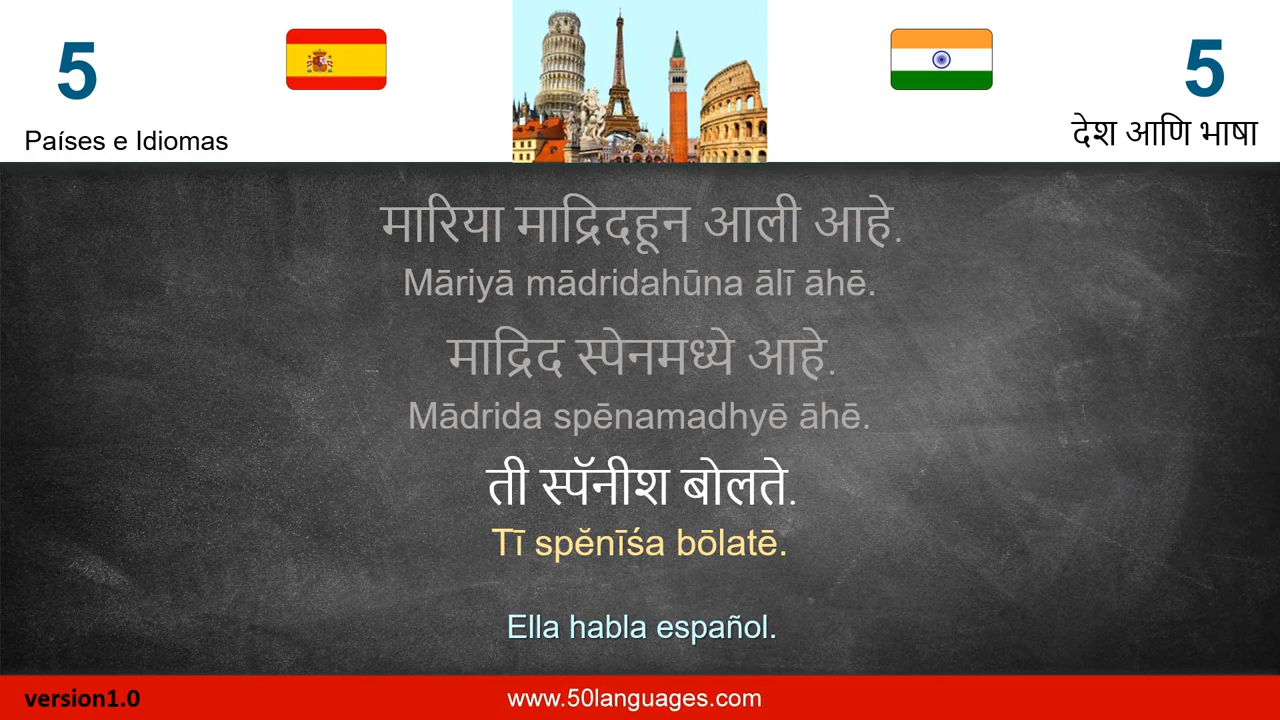 5
5
Países e Idiomas
देश आणि भाषा
मारिया माद्रिदहून आली आहे.
Māriyā mādridahūna ālī āhē.
माद्रिद स्पेनमध्ये आहे.
Mādrida spēnamadhyē āhē.
ती स्पॅनीश बोलते.
Tī spĕnīśa bōlatē.
Ella habla español.
version1.0
www.50languages.com